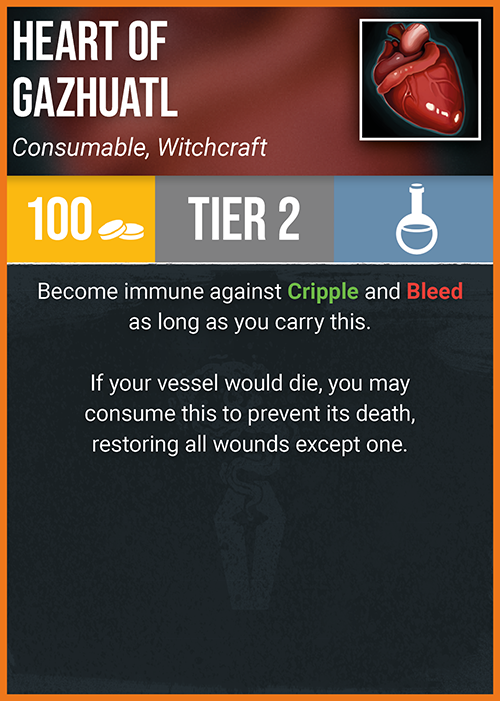 HEART OF
GAZHUATL
Consumable, Witchcraft
100
TIER 2
Become immune against Cripple and Bleed
as long as you carry this.
If your vessel would die, you may
consume this to prevent its death,
restoring all wounds except one.